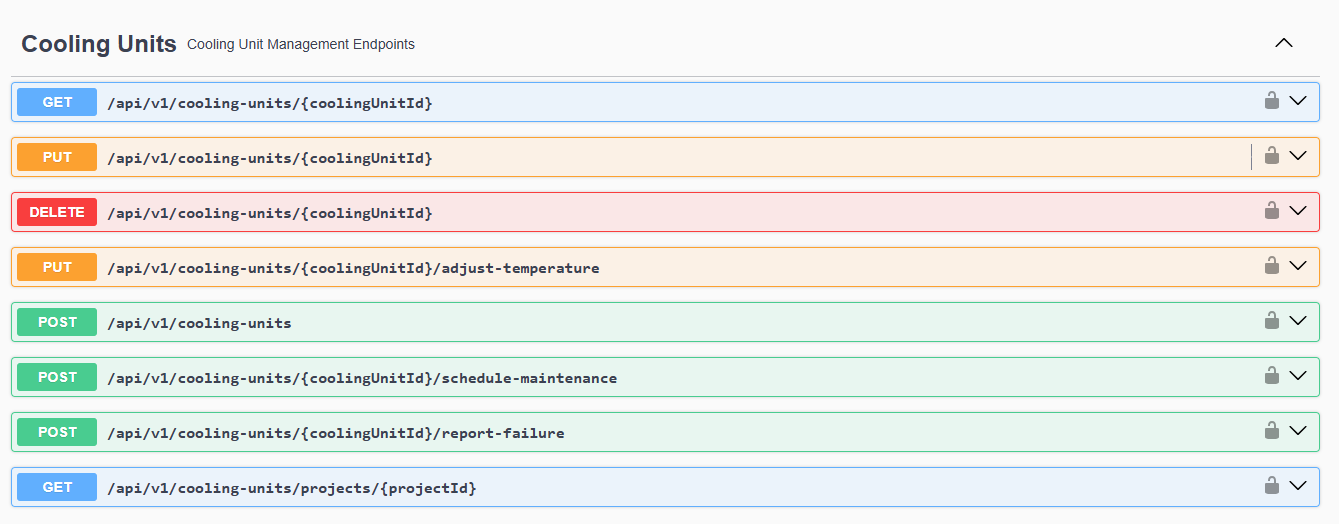 Cooling Units Cooling Unit Management Endpoints
GET /api/v1/cooling-units/{coolingUnitId}
PUT /api/v1/cooling-units/{coolingUnitId}
DELETE /api/v1/cooling-units/{coolingUnitId}
PUT /api/v1/cooling-units/{coolingUnitId}/adjust-temperature
POST /api/v1/cooling-units
POST /api/v1/cooling-units/{coolingUnitId}/schedule-maintenance
POST /api/v1/cooling-units/{coolingUnitId}/report-failure
GET /api/v1/cooling-units/projects/{projectId}